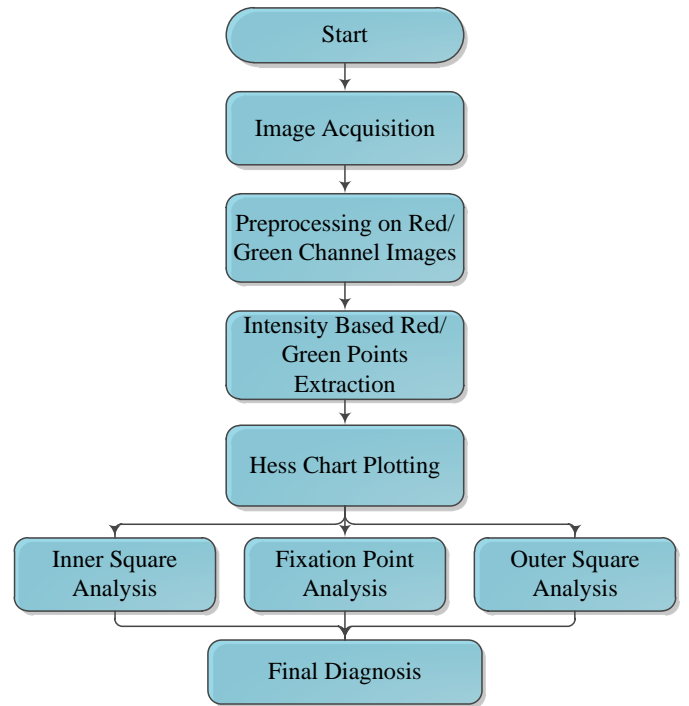 Start
Image Acquisition
Preprocessing on Red/
Green Channel Images
Intensity Based Red/
Green Points
Extraction
Hess Chart Plotting
Inner Square
Analysis
Fixation Point
Analysis
Outer Square
Analysis
Final Diagnosis